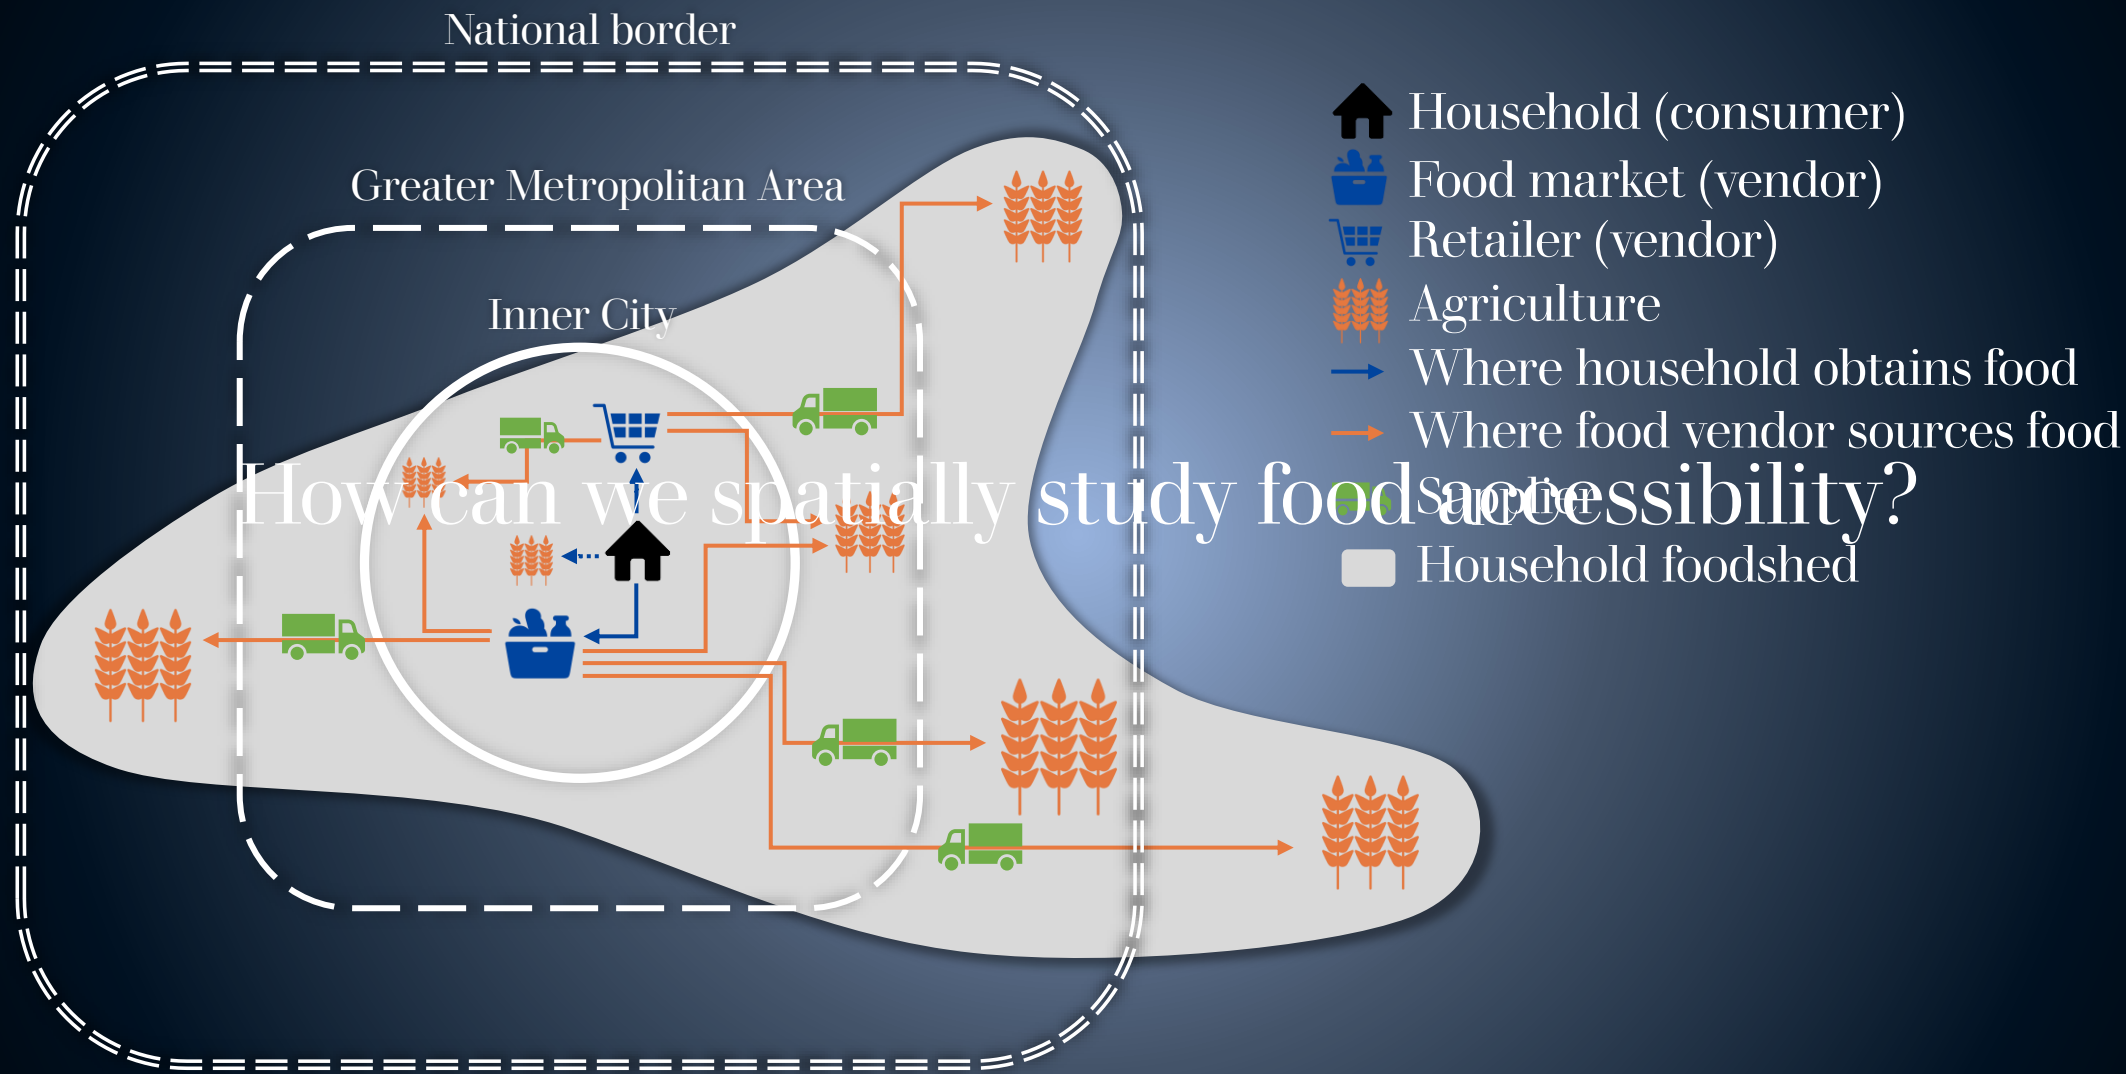 National border
Greater Metropolitan Area
Inner City
Household (consumer)
Food market (vendor)
Retailer (vendor)
Agriculture
Where household obtains food
Where food vendor sources food
Supplier
Household foodshed
How can we spatially study food accessibility?